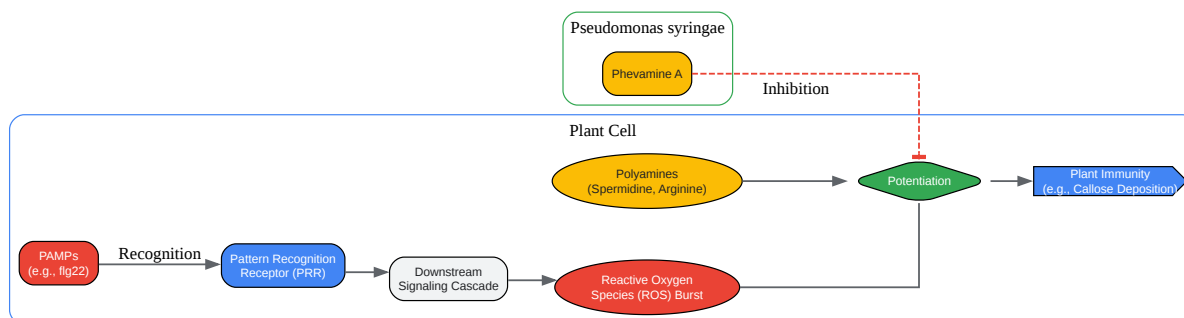 Pseudomonas syringae
Phevamine A
Inhibition
Plant Cell
Polyamines
(Spermidine, Arginine)
Potentiation
Plant Immunity
(e.g., Callose Deposition)
PAMPs
(e.g., flg22)
Recognition
Pattern Recognition
Receptor (PRR)
Downstream
Signaling Cascade
Reactive Oxygen
Species (ROS) Burst